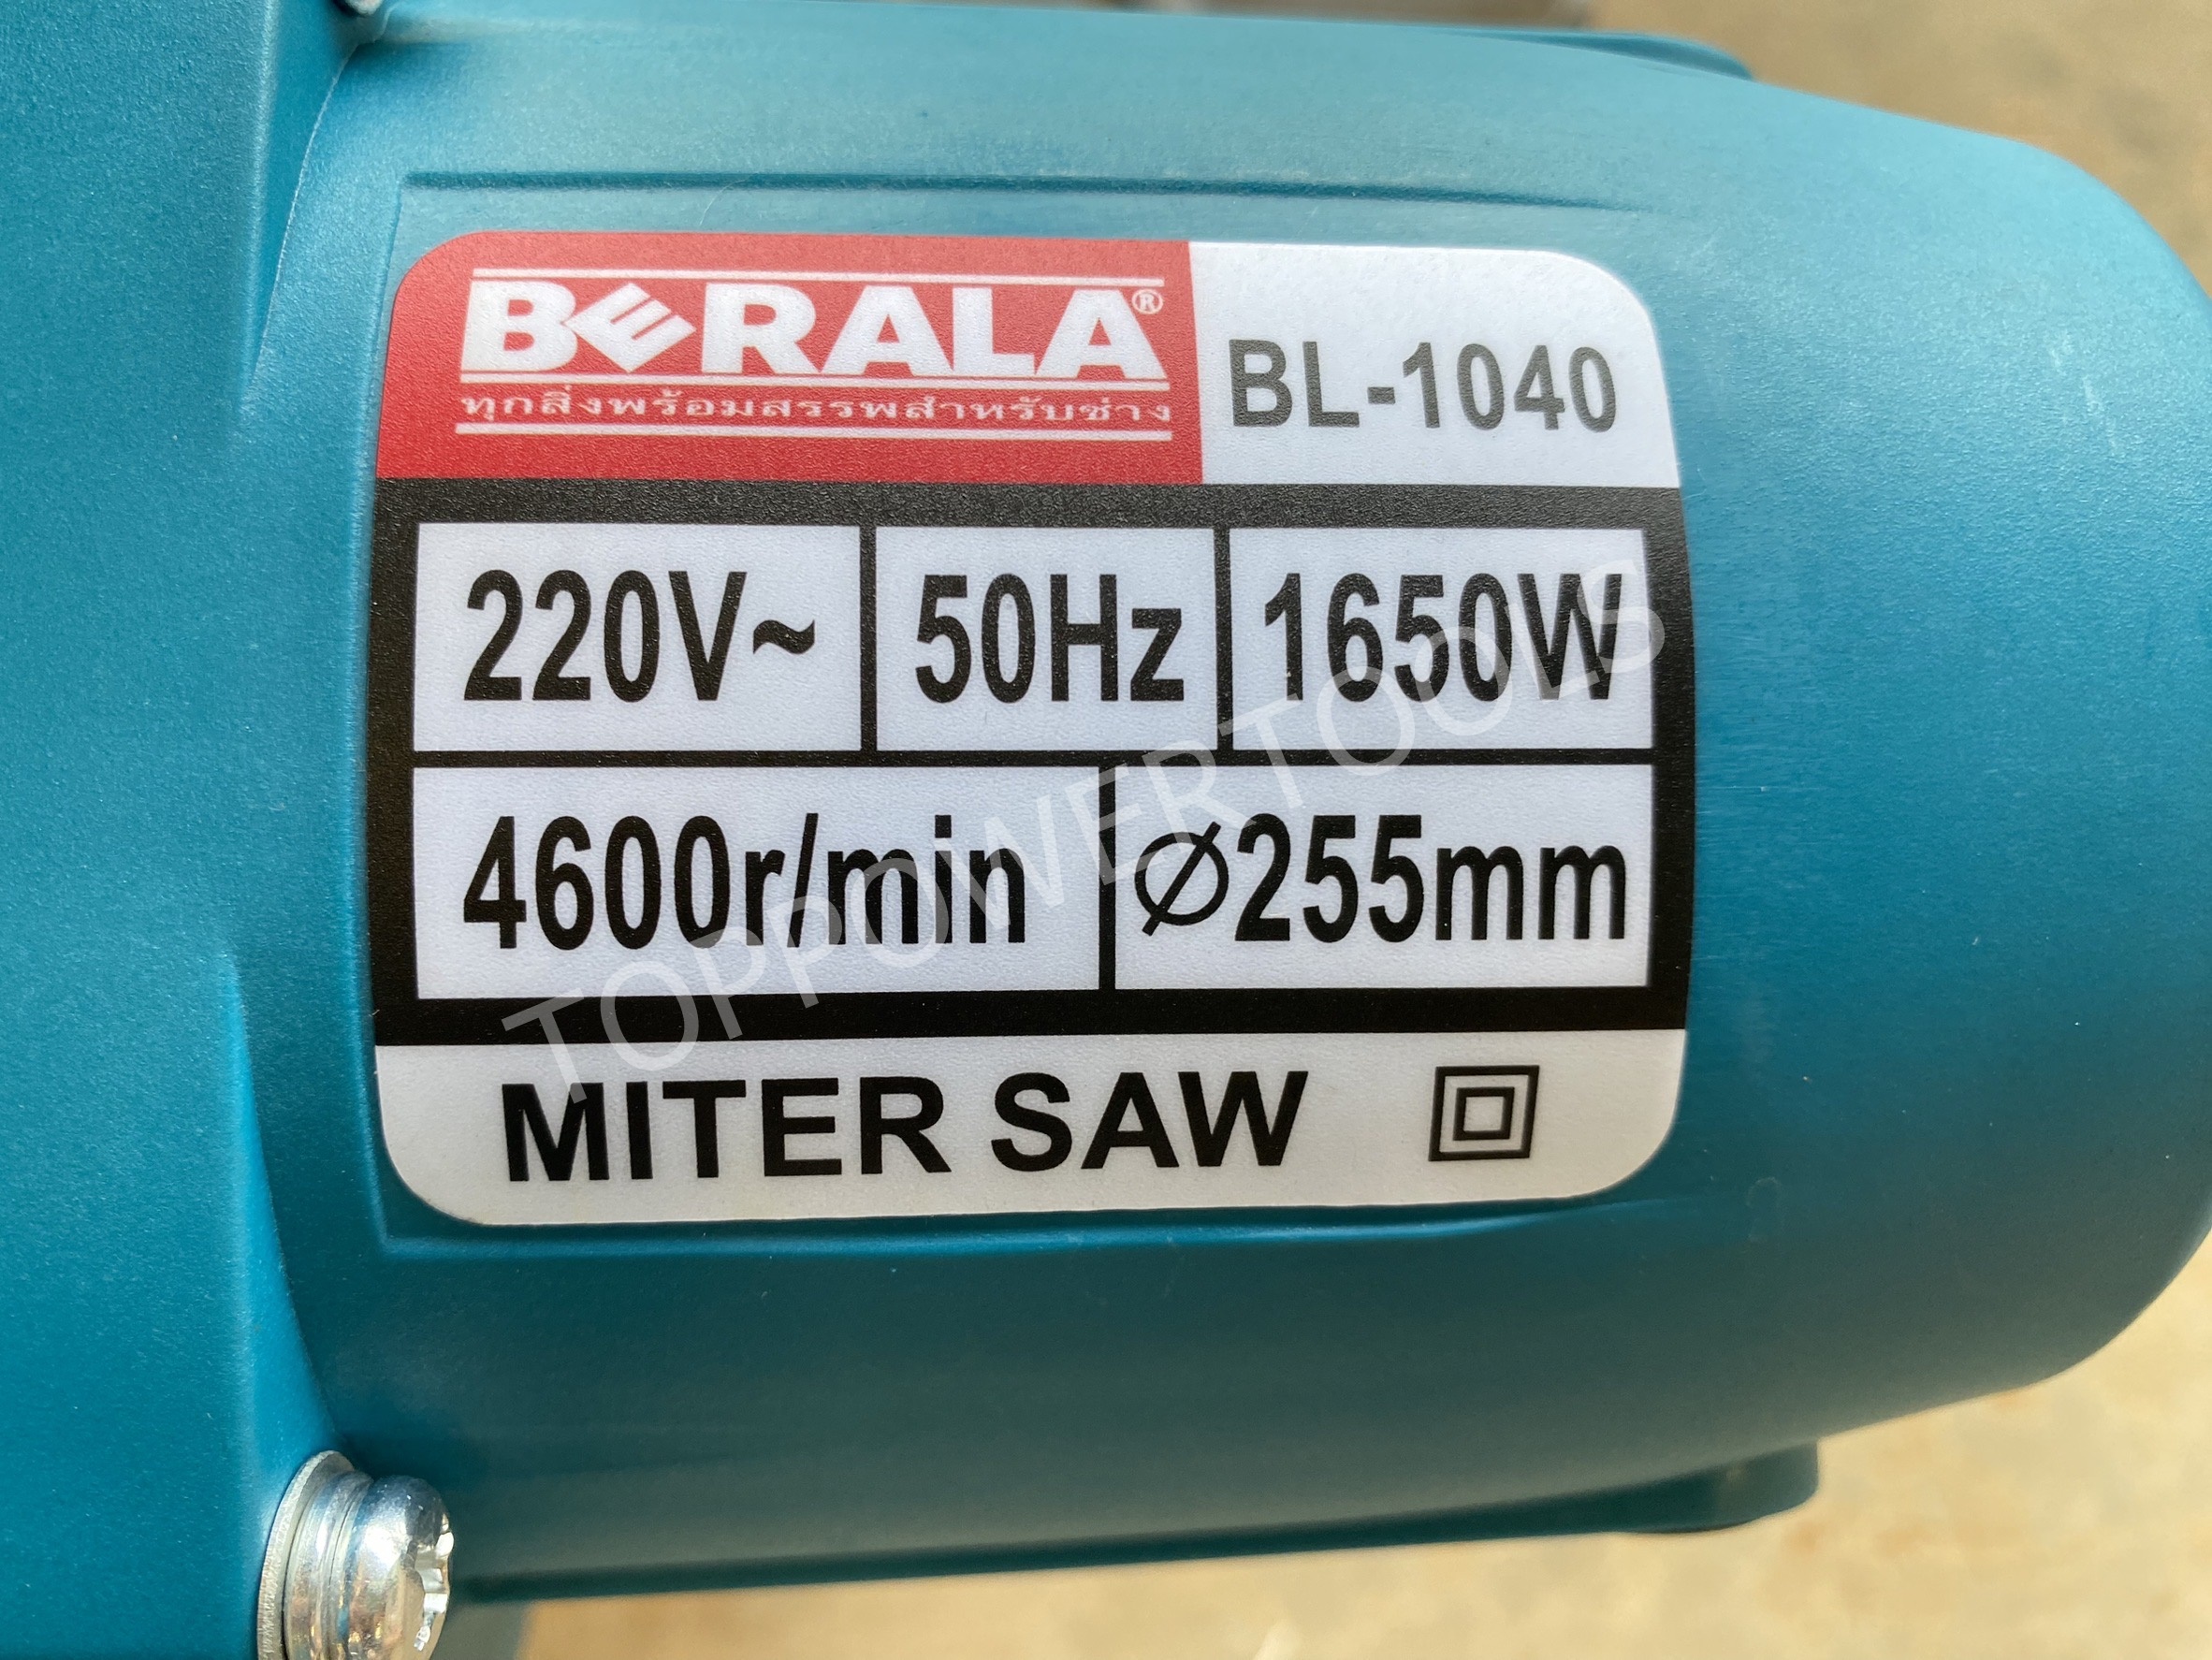 BERALA®
ทุกสิ่งพร้อมสรรพสำหรับช่าง
BL-1040
220V~ 50Hz 1650W
4600r/min Ø255mm
MITER SAW
TOPPOWERTOOLS